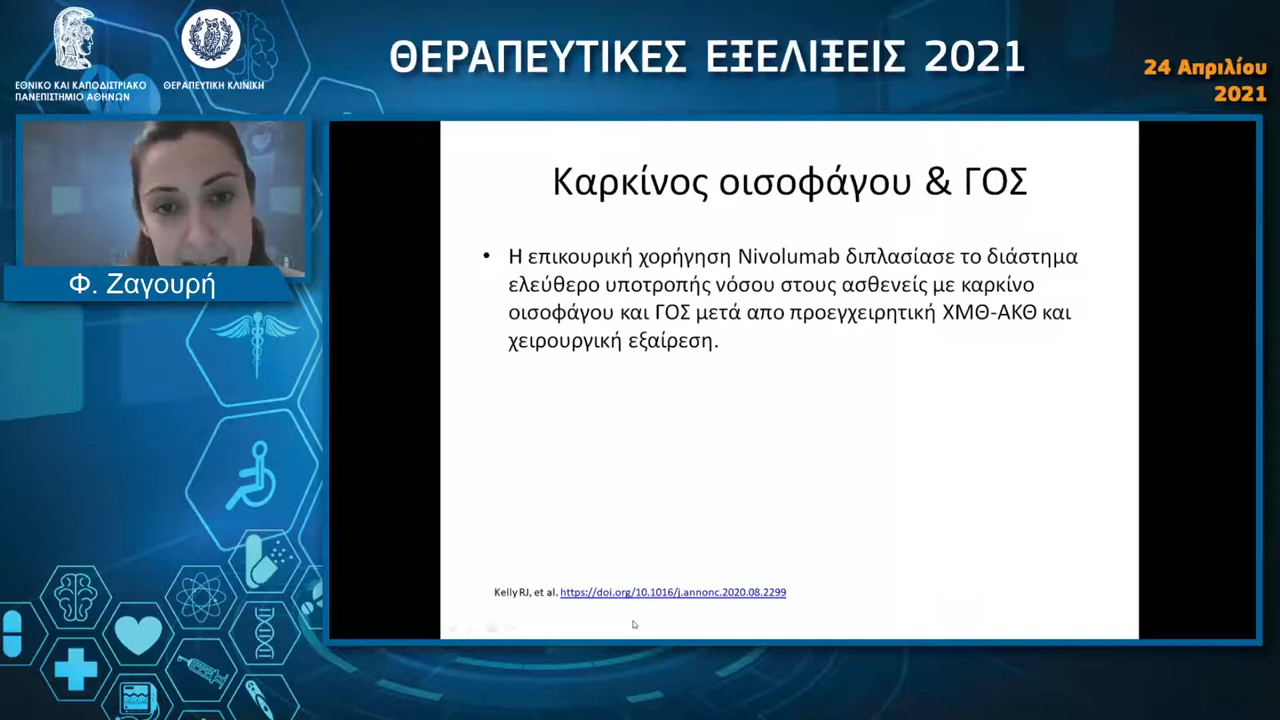 ΕΘΝΙΚΟ ΚΑΙ ΚΑΠΟΔΙΣΤΡΙΑΚΟ
ΠΑΝΕΠΙΣΤΗΜΙΟ ΑΘΗΝΩΝ
ΘΕΡΑΠΕΥΤΙΚΗ ΚΛΙΝΙΚΗ
ΘΕΡΑΠΕΥΤΙΚΕΣ ΕΞΕΛΙΞΕΙΣ 2021
24 Απριλίου
2021
Φ. Ζαγουρή
Καρκίνος οισοφάγου & ΓΟΣ
• Η επικουρική χορήγηση Nivolumab διπλασίασε το διάστημα
ελεύθερο υποτροπής νόσου στους ασθενείς με καρκίνο
οισοφάγου και ΓΟΣ μετά απο προεγχειρητική ΧΜΘ-ΑΚΘ και
χειρουργική εξαίρεση.
Kelly RJ, et al. https://doi.org/10.1016/j.annonc.2020.08.2299